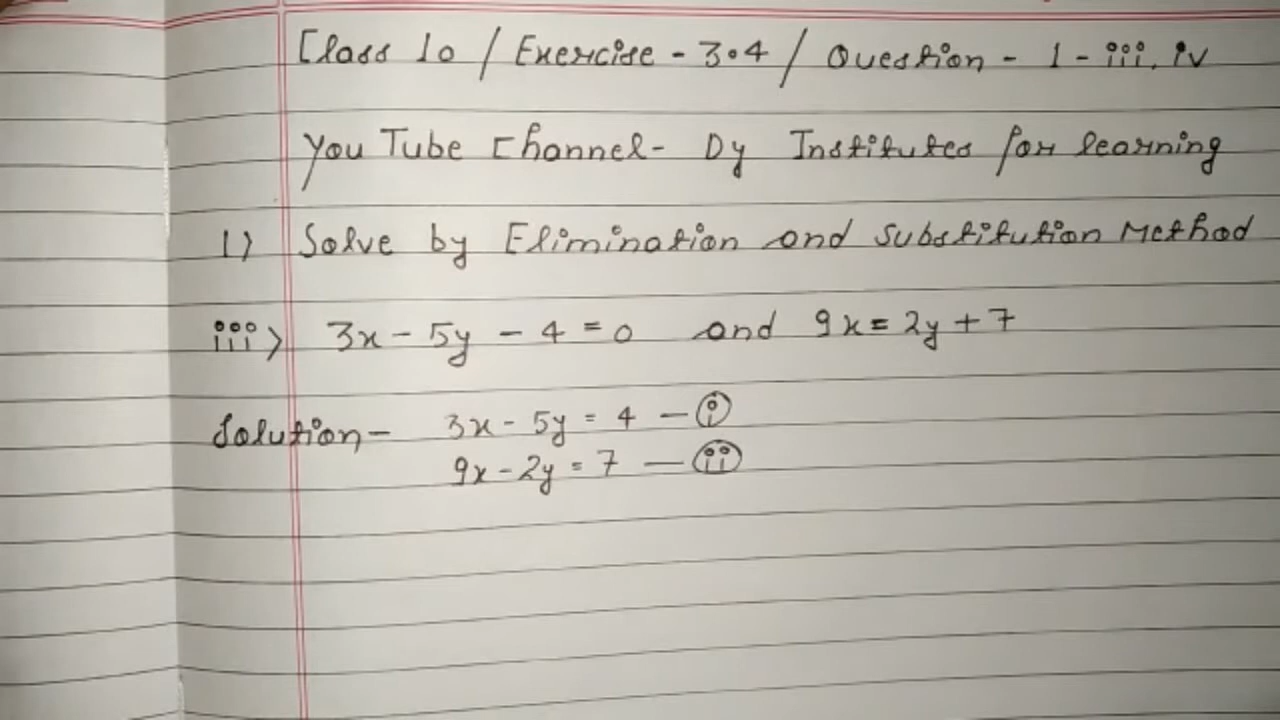 Class 10 / Exercise - 3.4 / Question - 1 - iii, iv
YouTube Channel - Dy Institutes for learning
1) Solve by Elimination and Substitution Method
iii) 3x - 5y - 4 = 0 and 9x = 2y + 7
Solution - 3x - 5y = 4 — (i)
9x - 2y = 7 — (ii)